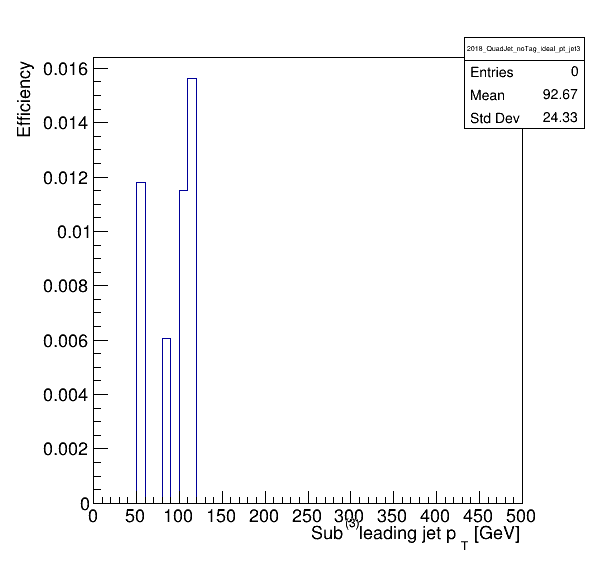 2018_QuadJet_noTag_ideal_pt_jet3
Entries 0
Mean 92.67
Std Dev 24.33
Efficiency
0.016
0.014
0.012
0.01
0.008
0.006
0.004
0.002
0
0 50 100 150 200 250 300 350 400 450 500
Sub(3)leading jet pT [GeV]